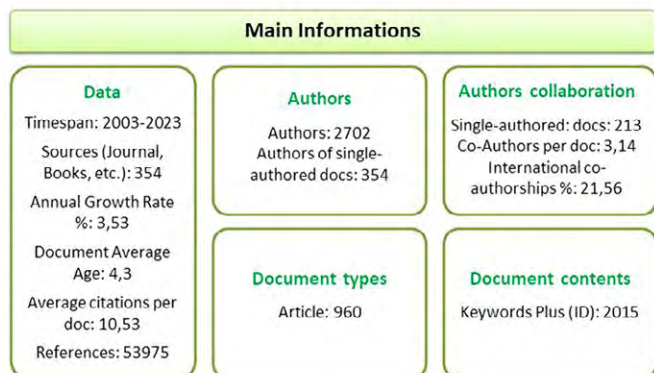 Main Informations
Data
Timespan: 2003-2023
Sources (Journal,
Books, etc.): 354
Annual Growth Rate
%: 3,53
Document Average
Age: 4,3
Average citations per
doc: 10,53
References: 53975
Authors
Authors: 2702
Authors of single-
authored docs: 354
Authors collaboration
Single-authored: docs: 213
Co-Authors per doc: 3,14
International co-
authorships %: 21,56
Document types
Article: 960
Document contents
Keywords Plus (ID): 2015